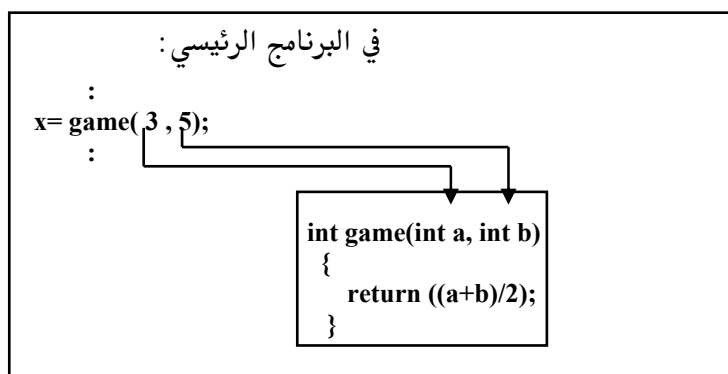 في البرنامج الرئيسي:
:
x= game( 3 , 5);
:
int game(int a, int b)
{
return ((a+b)/2);
}